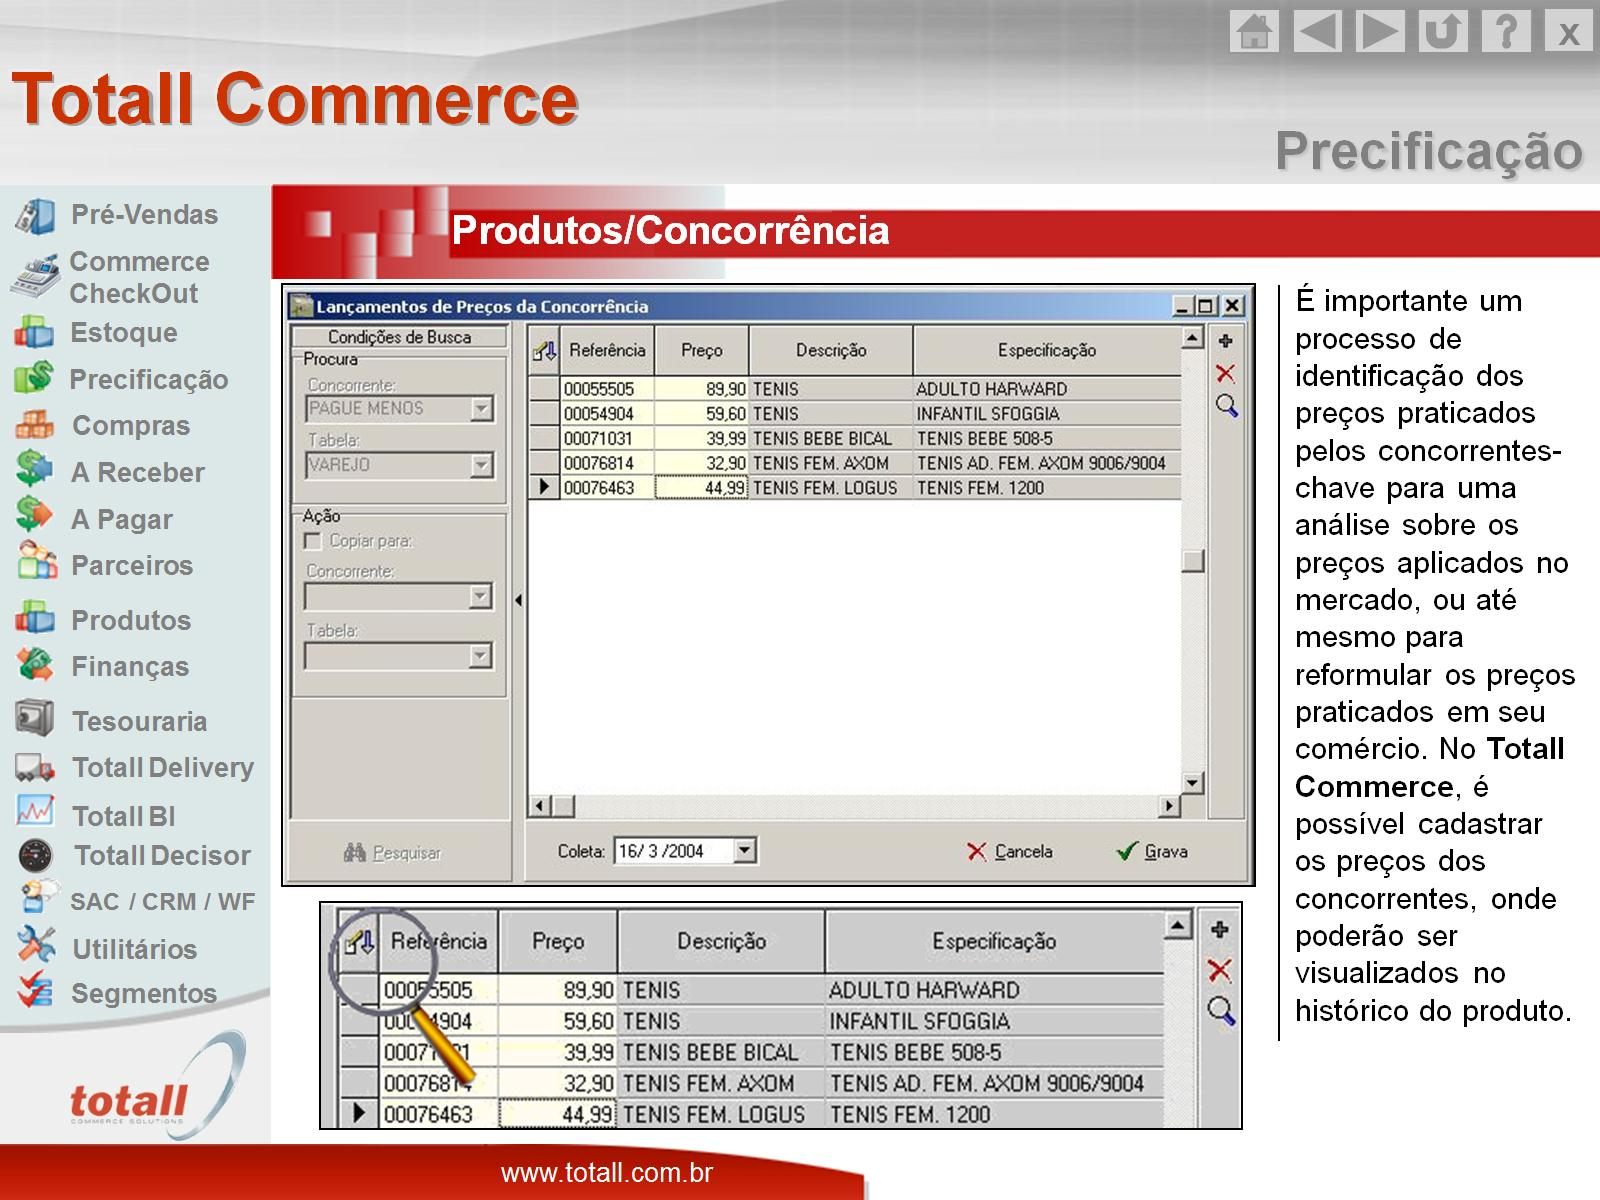 Totall Commerce
Precificação
Pré-Vendas
Commerce
CheckOut
Estoque
Precificação
Compras
A Receber
A Pagar
Parceiros
Produtos
Finanças
Tesouraria
Totall Delivery
Totall BI
Totall Decisor
SAC / CRM / WF
Utilitários
Segmentos
totall
COMMERCE SOLUTIONS
Produtos/Concorrência
Lançamentos de Preços da Concorrência
Condições de Busca
Procura
Concorrente:
PAGUE MENOS
Tabela:
VAREJO
Ação
Copiar para:
Concorrente:
Tabela:
Pesquisar
Referência Preço Descrição Especificação
00055505 89,90 TENIS ADULTO HARWARD
00054904 59,60 TENIS INFANTIL SFOGGIA
00071031 39,99 TENIS BEBE BICAL TENIS BEBE 508-5
00076814 32,90 TENIS FEM. AXOM TENIS AD. FEM. AXOM 9006/9004
00076463 44,99 TENIS FEM. LOGUS TENIS FEM. 1200
Coleta: 16/ 3 /2004 Cancela Grava
Referência Preço Descrição Especificação
00055505 89,90 TENIS ADULTO HARWARD
00054904 59,60 TENIS INFANTIL SFOGGIA
00071031 39,99 TENIS BEBE BICAL TENIS BEBE 508-5
00076814 32,90 TENIS FEM. AXOM TENIS AD. FEM. AXOM 9006/9004
00076463 44,99 TENIS FEM. LOGUS TENIS FEM. 1200
É importante um
processo de
identificação dos
preços praticados
pelos concorrentes-
chave para uma
análise sobre os
preços aplicados no
mercado, ou até
mesmo para
reformular os preços
praticados em seu
comércio. No Totall
Commerce, é
possível cadastrar
os preços dos
concorrentes, onde
poderão ser
visualizados no
histórico do produto.
www.totall.com.br